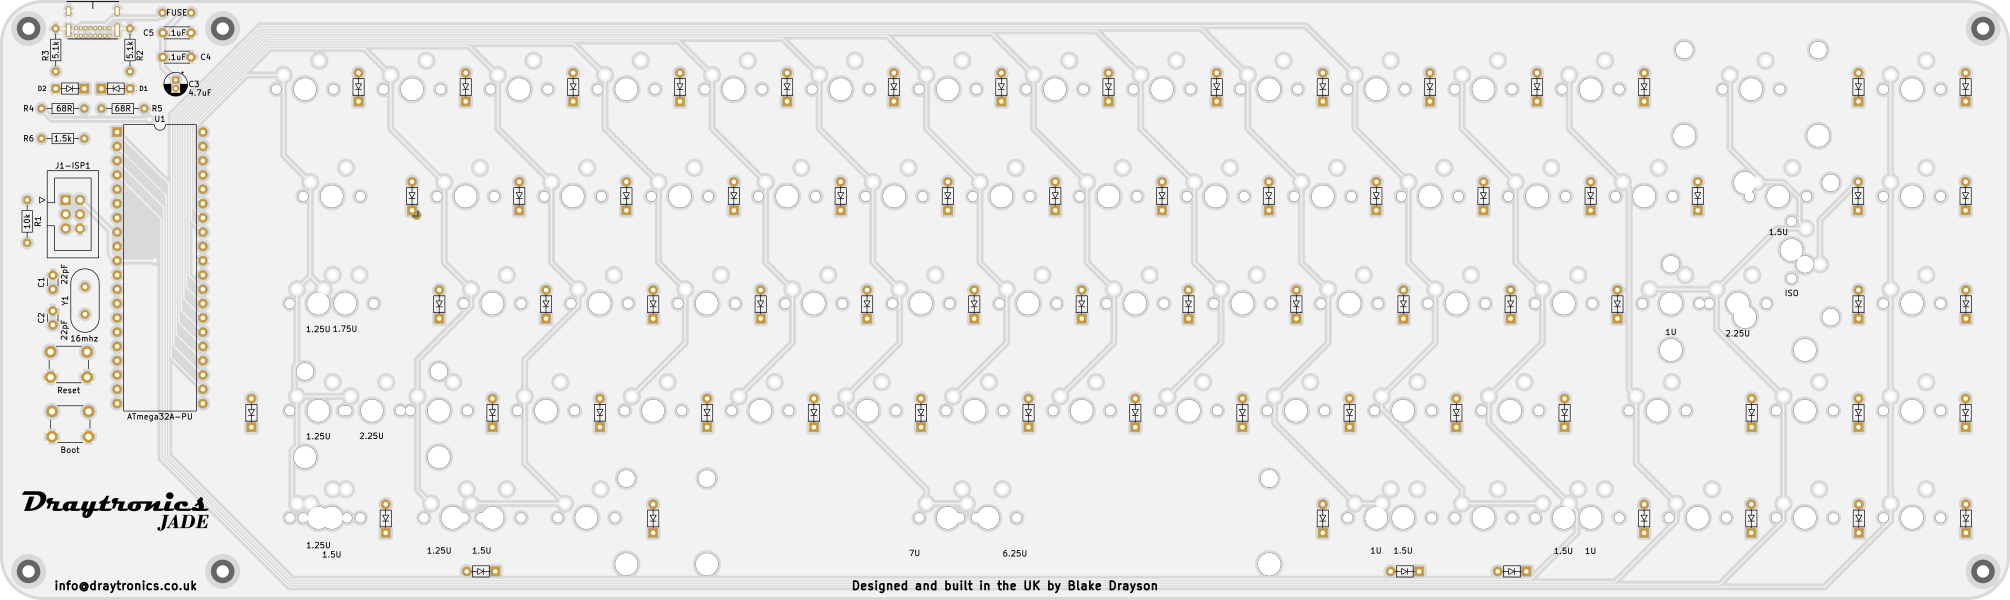 FUSE
C5 .1uF
R3 5.1k
5.1k R2
.1uF C4
C3
4.7uF
D2
D1
R4 68R
68R R5
U1
R6 1.5k
J1-ISP1
10k R1
C1 22pF
Y1
C2 22pF
16mhz
Reset
ATmega32A-PU
Boot
Draytronics
JADE
info@draytronics.co.uk
1.5U
ISO
1.25U 1.75U
1U
2.25U
1.25U
2.25U
1.25U
1.5U
1.25U
1.5U
7U
6.25U
1U
1.5U
1.5U
1U
Designed and built in the UK by Blake Drayson